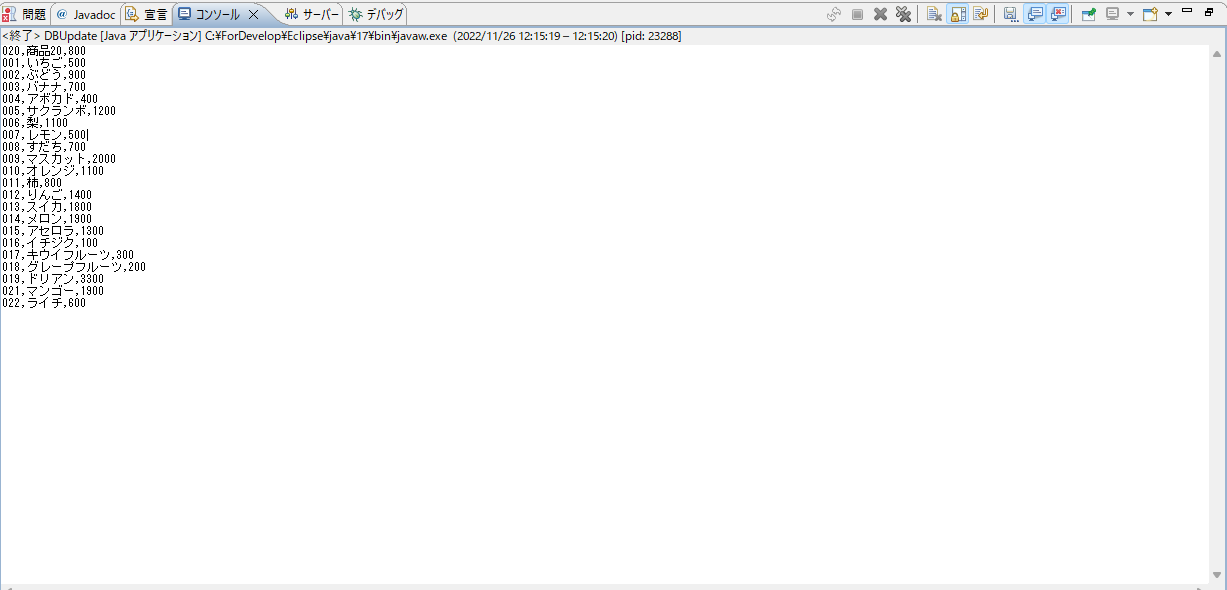 問題 @ Javadoc 宣言 コンソール サーバー デバッグ
<終了> DBUpdate [Java アプリケーション] C:¥ForDevelop¥Eclipse¥java¥17¥bin¥javaw.exe (2022/11/26 12:15:19 – 12:15:20) [pid: 23288]
020,商品20,800
001,いちご,500
002,ぶどう,900
003,バナナ,700
004,アボカド,400
005,サクランボ,1200
006,梨,1100
007,レモン,500
008,すだち,700
009,マスカット,2000
010,オレンジ,1100
011,柿,800
012,りんご,1400
013,スイカ,1800
014,メロン,1900
015,アセロラ,1300
016,イチジク,100
017,キウイフルーツ,300
018,グレープフルーツ,200
019,ドリアン,3300
021,マンゴー,1900
022,ライチ,600